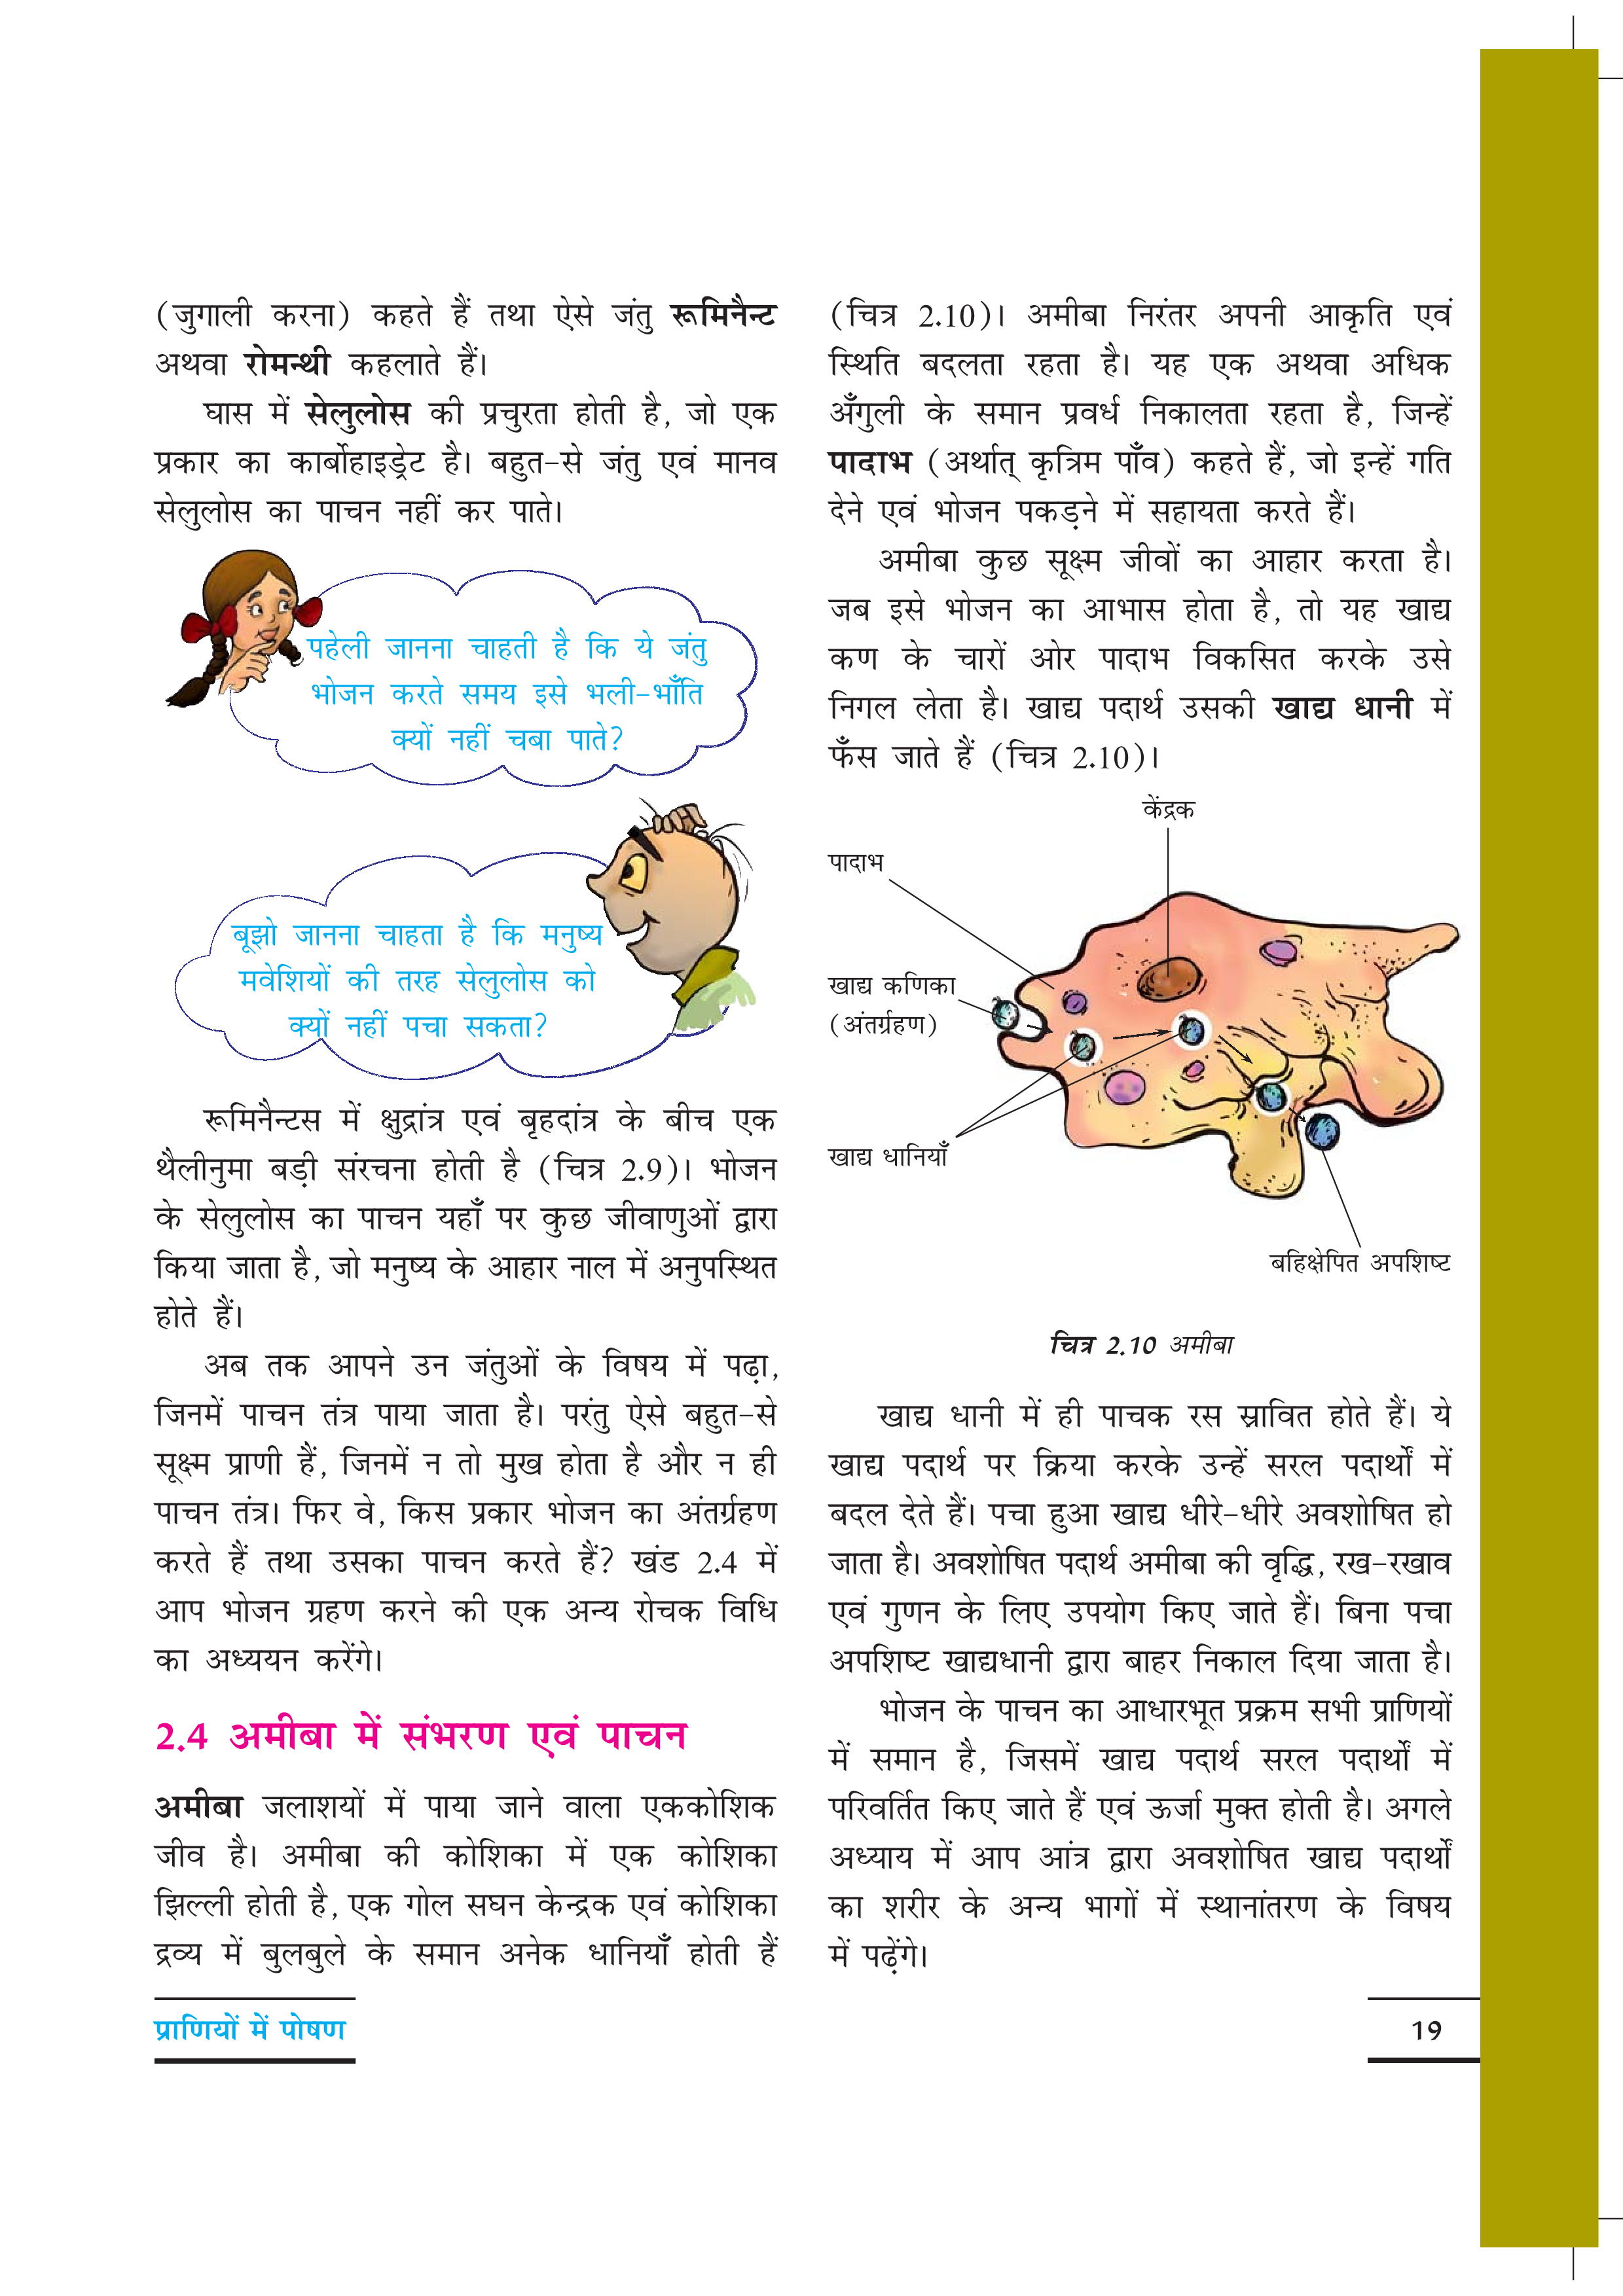 (जुगाली करना) कहते हैं तथा ऐसे जंतु रूमिनैन्ट
अथवा रोमन्थी कहलाते हैं।
घास में सेलुलोस की प्रचुरता होती है, जो एक
प्रकार का कार्बोहाइड्रेट है। बहुत-से जंतु एवं मानव
सेलुलोस का पाचन नहीं कर पाते।
पहेली जानना चाहती है कि ये जंतु
भोजन करते समय इसे भली-भाँति
क्यों नहीं चबा पाते?
बूझो जानना चाहता है कि मनुष्य
मवेशियों की तरह सेलुलोस को
क्यों नहीं पचा सकता?
रूमिनैन्टस में क्षुद्रांत्र एवं बृहदांत्र के बीच एक
थैलीनुमा बड़ी संरचना होती है (चित्र 2.9)। भोजन
के सेलुलोस का पाचन यहाँ पर कुछ जीवाणुओं द्वारा
किया जाता है, जो मनुष्य के आहार नाल में अनुपस्थित
होते हैं।
अब तक आपने उन जंतुओं के विषय में पढ़ा,
जिनमें पाचन तंत्र पाया जाता है। परंतु ऐसे बहुत-से
सूक्ष्म प्राणी हैं, जिनमें न तो मुख होता है और न ही
पाचन तंत्र। फिर वे, किस प्रकार भोजन का अंतर्ग्रहण
करते हैं तथा उसका पाचन करते हैं? खंड 2.4 में
आप भोजन ग्रहण करने की एक अन्य रोचक विधि
का अध्ययन करेंगे।
2.4 अमीबा में संभरण एवं पाचन
अमीबा जलाशयों में पाया जाने वाला एककोशिक
जीव है। अमीबा की कोशिका में एक कोशिका
झिल्ली होती है, एक गोल सघन केन्द्रक एवं कोशिका
द्रव्य में बुलबुले के समान अनेक धानियाँ होती हैं
(चित्र 2.10)। अमीबा निरंतर अपनी आकृति एवं
स्थिति बदलता रहता है। यह एक अथवा अधिक
अँगुली के समान प्रवर्ध निकालता रहता है, जिन्हें
पादाभ (अर्थात् कृत्रिम पाँव) कहते हैं, जो इन्हें गति
देने एवं भोजन पकड़ने में सहायता करते हैं।
अमीबा कुछ सूक्ष्म जीवों का आहार करता है।
जब इसे भोजन का आभास होता है, तो यह खाद्य
कण के चारों ओर पादाभ विकसित करके उसे
निगल लेता है। खाद्य पदार्थ उसकी खाद्य धानी में
फँस जाते हैं (चित्र 2.10)।
केंद्रक
पादाभ
खाद्य कणिका
(अंतर्ग्रहण)
खाद्य धानियाँ
बहिक्षेपित अपशिष्ट
चित्र 2.10 अमीबा
खाद्य धानी में ही पाचक रस स्रावित होते हैं। ये
खाद्य पदार्थ पर क्रिया करके उन्हें सरल पदार्थों में
बदल देते हैं। पचा हुआ खाद्य धीरे-धीरे अवशोषित हो
जाता है। अवशोषित पदार्थ अमीबा की वृद्धि, रख-रखाव
एवं गुणन के लिए उपयोग किए जाते हैं। बिना पचा
अपशिष्ट खाद्यधानी द्वारा बाहर निकाल दिया जाता है।
भोजन के पाचन का आधारभूत प्रक्रम सभी प्राणियों
में समान है, जिसमें खाद्य पदार्थ सरल पदार्थों में
परिवर्तित किए जाते हैं एवं ऊर्जा मुक्त होती है। अगले
अध्याय में आप आंत्र द्वारा अवशोषित खाद्य पदार्थों
का शरीर के अन्य भागों में स्थानांतरण के विषय
में पढ़ेंगे।
प्राणियों में पोषण
19